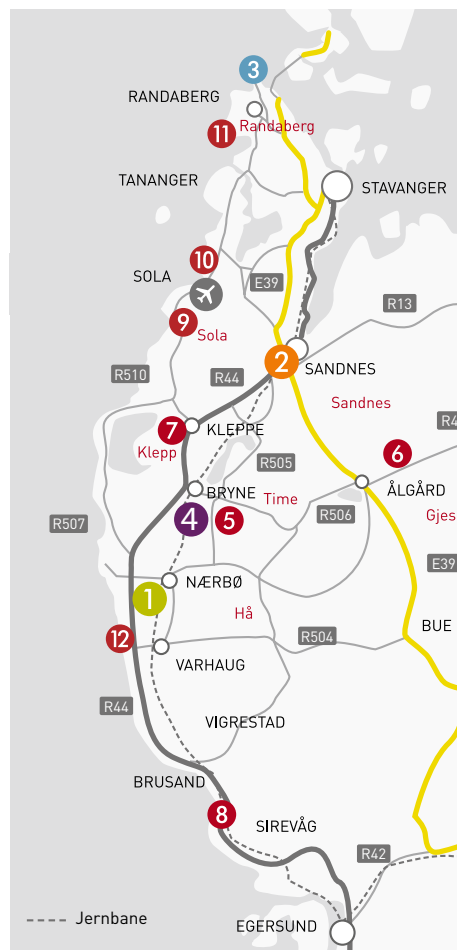 3
RANDABERG
11
Randaberg
TANANGER
STAVANGER
10
SOLA
E39
R13
9
Sola
2
SANDNES
R510
R44
Sandnes
7
KLEPPE
Klepp
R4
6
R505
BRYNE
Time
ÅLGÅRD
4
5
R506
Gjes
R507
E39
NÆRBØ
1
Hå
BUE
12
R504
VARHAUG
R44
VIGRESTAD
BRUSAND
8
SIREVÅG
R42
Jernbane
EGERSUND